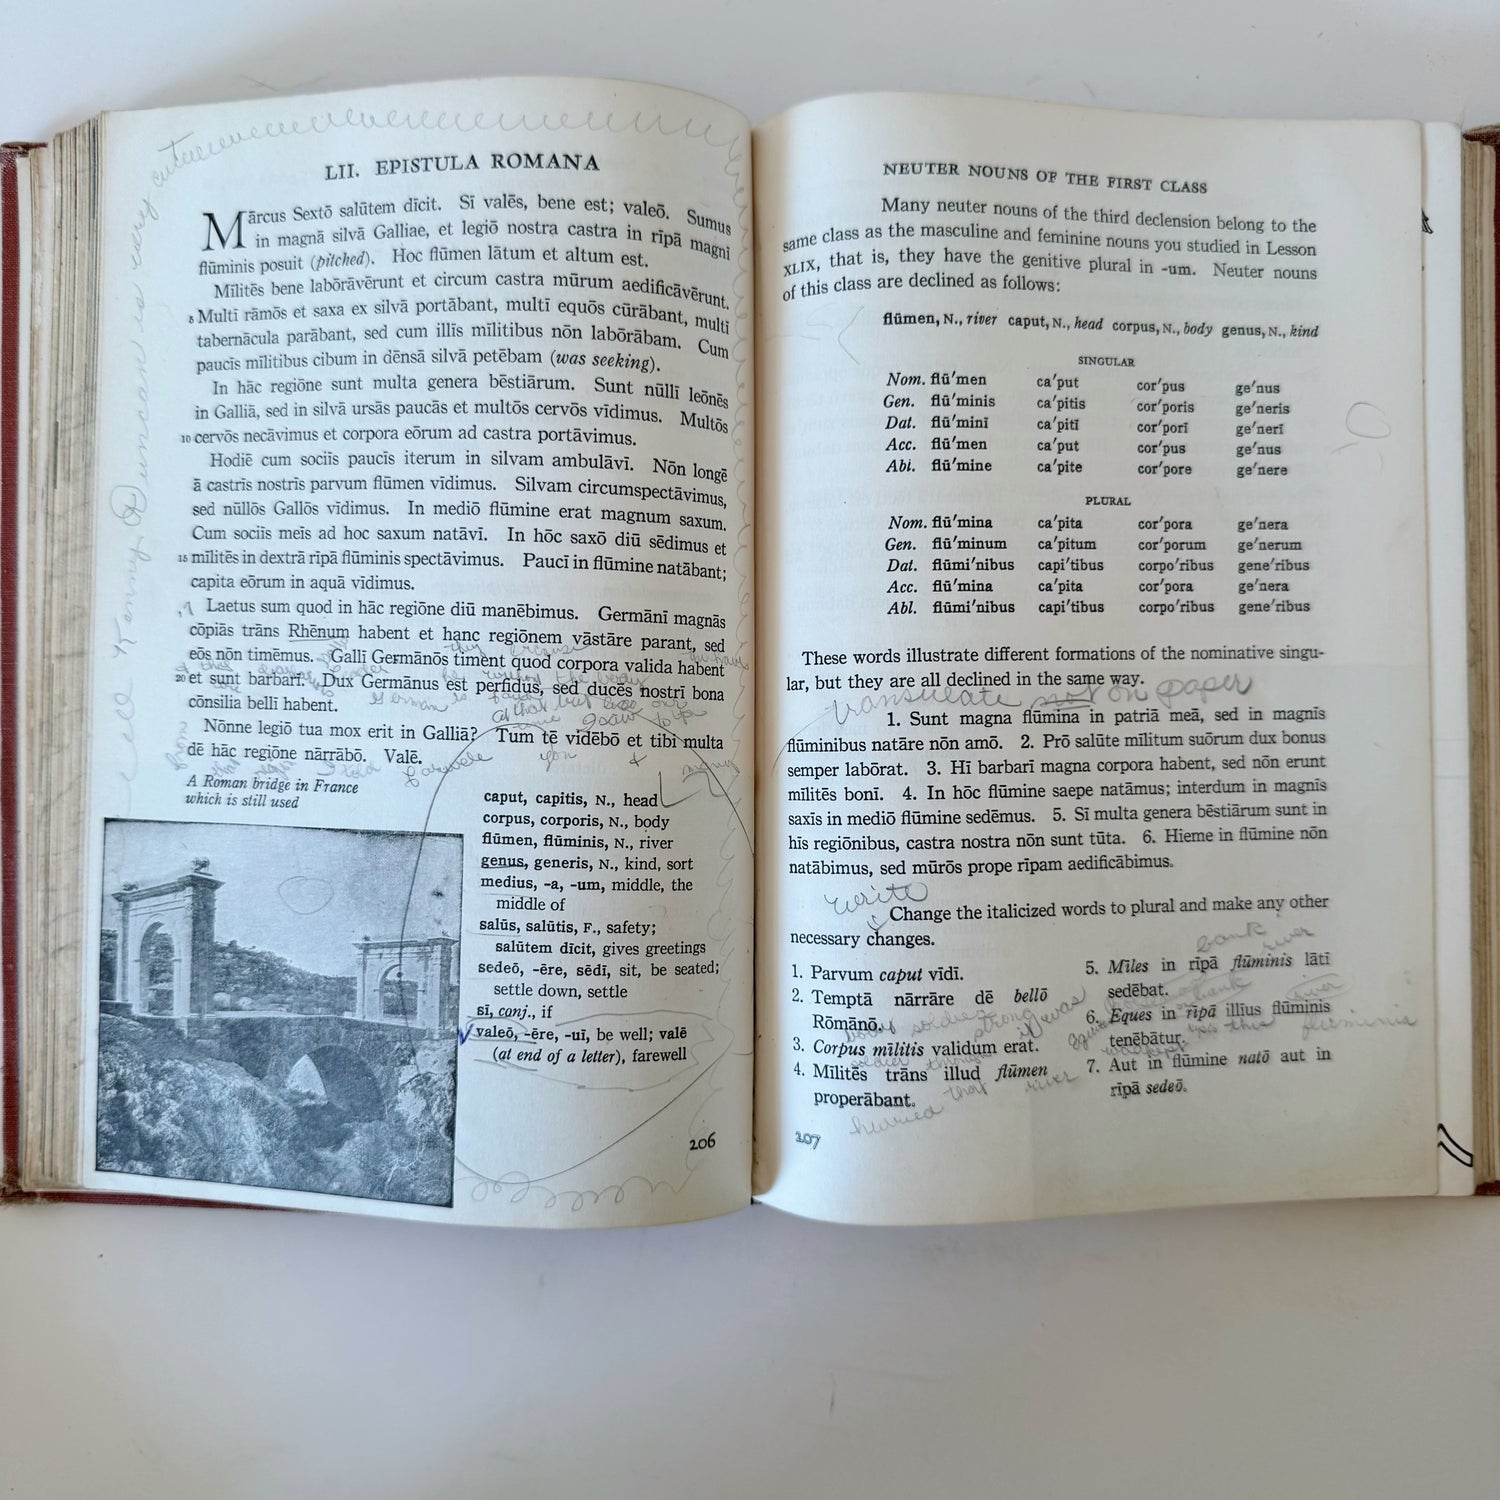 LII. EPISTULA ROMANA
Mārcus Sextō salūtem dīcit. Sī valēs, bene est; valeō. Sumus
in magnā silvā Galliae, et legiō nostra castra in rīpā magnī
flūminis posuit (pitched). Hoc flūmen lātum et altum est.
Mīlitēs bene labōrāvērunt et circum castra mūrum aedificāvērunt.
5 Multī rāmōs et saxa ex silvā portābant, multī equōs cūrābant, multī
tabernācula parābant, sed cum illīs mīlitibus nōn labōrābam. Cum
paucīs mīlitibus cibum in dēnsā silvā petēbam (was seeking).
In hāc regiōne sunt multa genera bēstiārum. Sunt nūllī leōnēs
in Galliā, sed in silvā ursās paucās et multōs cervōs vīdimus. Multōs
10 cervōs necāvimus et corpora eōrum ad castra portāvimus.
Hodiē cum sociīs paucīs iterum in silvam ambulāvī. Nōn longē
ā castrīs nostrīs parvum flūmen vīdimus. Silvam circumspectāvimus,
sed nūllōs Gallōs vīdimus. In mediō flūmine erat magnum saxum.
Cum sociīs meīs ad hoc saxum natāvī. In hōc saxō diū sēdimus et
15 mīlitēs in dextrā rīpā flūminis spectāvimus. Paucī in flūmine natābant;
capita eōrum in aquā vīdimus.
Laetus sum quod in hāc regiōne diū manēbimus. Germānī magnās
cōpiās trāns Rhēnum habent et hanc regiōnem vāstāre parant, sed
eōs nōn timēmus. Gallī Germānōs timent quod corpora valida habent
20 et sunt barbarī. Dux Germānus est perfidus, sed ducēs nostrī bona
cōnsilia bellī habent.
Nōnne legiō tua mox erit in Galliā? Tum tē vidēbō et tibi multa
dē hāc regiōne nārrābō. Valē.
farewele
you
A Roman bridge in France
which is still used
caput, capitis, N., head
corpus, corporis, N., body
flūmen, flūminis, N., river
genus, generis, N., kind, sort
medius, -a, -um, middle, the
middle of
salūs, salūtis, F., safety;
salūtem dīcit, gives greetings
sedeō, -ēre, sēdī, sit, be seated;
settle down, settle
sī, conj., if
valeō, -ēre, -uī, be well; valē
(at end of a letter), farewell
206
NEUTER NOUNS OF THE FIRST CLASS
Many neuter nouns of the third declension belong to the
same class as the masculine and feminine nouns you studied in Lesson
XLIX, that is, they have the genitive plural in -um. Neuter nouns
of this class are declined as follows:
flūmen, N., river caput, N., head corpus, N., body genus, N., kind
SINGULAR
Nom. flū′men ca′put cor′pus ge′nus
Gen. flū′minis ca′pitis cor′poris ge′neris
Dat. flū′minī ca′pitī cor′porī ge′nerī
Acc. flū′men ca′put cor′pus ge′nus
Abl. flū′mine ca′pite cor′pore ge′nere
PLURAL
Nom. flū′mina ca′pita cor′pora ge′nera
Gen. flū′minum ca′pitum cor′porum ge′nerum
Dat. flūmi′nibus capi′tibus corpo′ribus gene′ribus
Acc. flū′mina ca′pita cor′pora ge′nera
Abl. flūmi′nibus capi′tibus corpo′ribus gene′ribus
These words illustrate different formations of the nominative singu-
lar, but they are all declined in the same way.
transulate not on paper
1. Sunt magna flūmina in patriā meā, sed in magnīs
flūminibus natāre nōn amō. 2. Prō salūte mīlitum suōrum dux bonus
semper labōrat. 3. Hī barbarī magna corpora habent, sed nōn erunt
mīlitēs bonī. 4. In hōc flūmine saepe natāmus; interdum in magnīs
saxīs in mediō flūmine sedēmus. 5. Sī multa genera bēstiārum sunt in
hīs regiōnibus, castra nostra nōn sunt tūta. 6. Hieme in flūmine nōn
natābimus, sed mūrōs prope rīpam aedificābimus.
write
Change the italicized words to plural and make any other
necessary changes.
1. Parvum caput vīdī.
2. Temptā nārrāre dē bellō
Rōmānō.
3. Corpus mīlitis validum erat.
4. Mīlitēs trāns illud flūmen
properābant.
hurried that river
bank
river
5. Mīles in rīpā flūminis lātī
sedēbat.
6. Eques in rīpā illius flūminis
tenēbātur.
7. Aut in flūmine natō aut in
rīpā sedeō.
207